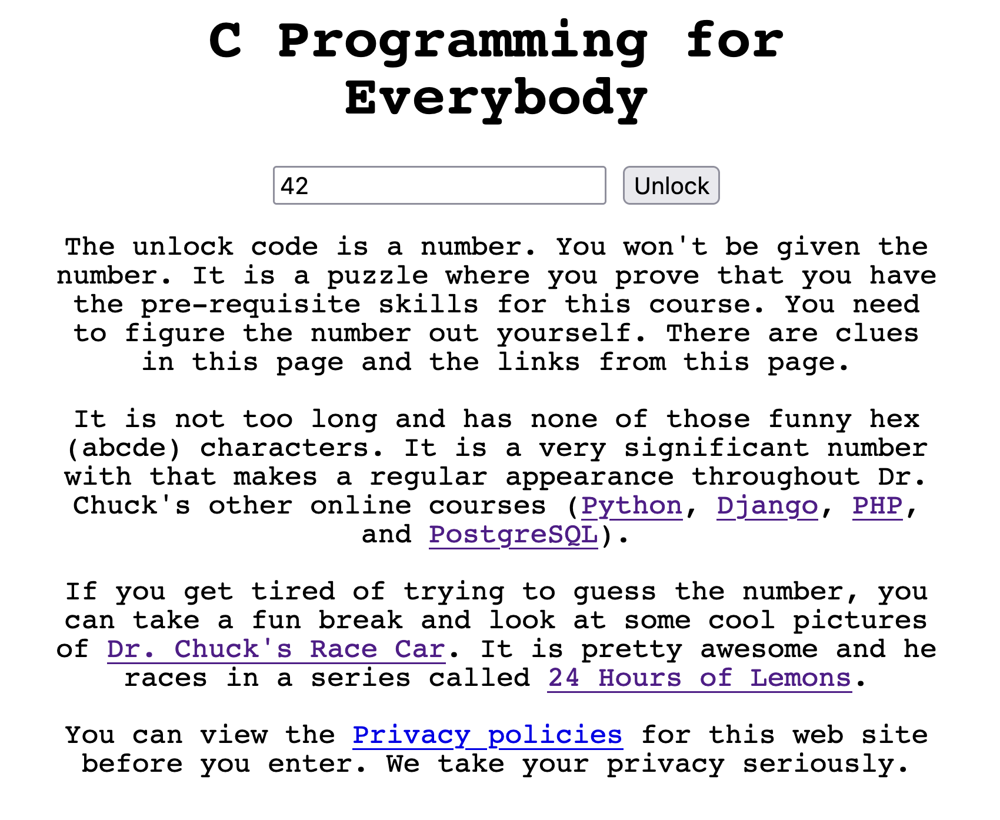 C Programming for
Everybody
42
Unlock
The unlock code is a number. You won't be given the
number. It is a puzzle where you prove that you have
the pre-requisite skills for this course. You need
to figure the number out yourself. There are clues
in this page and the links from this page.
It is not too long and has none of those funny hex
(abcde) characters. It is a very significant number
with that makes a regular appearance throughout Dr.
Chuck's other online courses (Python, Django, PHP,
and PostgreSQL).
If you get tired of trying to guess the number, you
can take a fun break and look at some cool pictures
of Dr. Chuck's Race Car. It is pretty awesome and he
races in a series called 24 Hours of Lemons.
You can view the Privacy policies for this web site
before you enter. We take your privacy seriously.